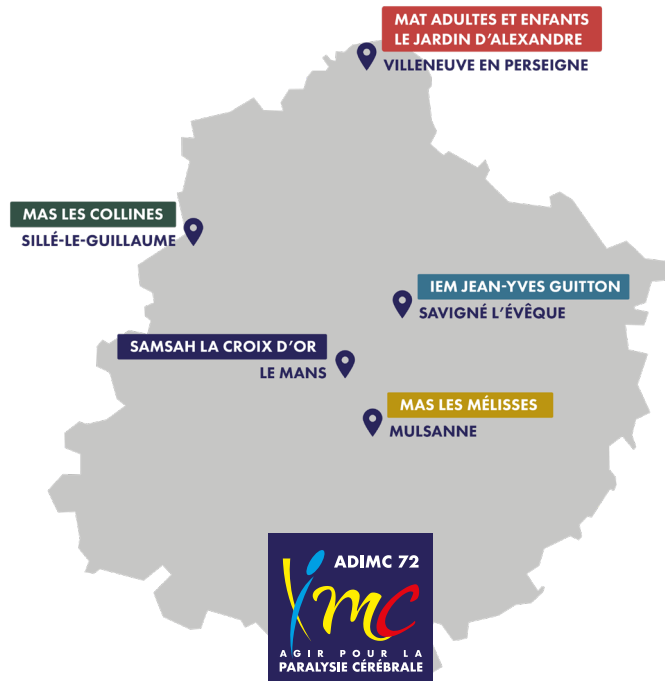 MAT ADULTES ET ENFANTS
LE JARDIN D'ALEXANDRE
VILLENEUVE EN PERSEIGNE
MAS LES COLLINES
SILLÉ-LE-GUILLAUME
IEM JEAN-YVES GUITTON
SAVIGNÉ L'ÉVÊQUE
SAMSAH LA CROIX D'OR
LE MANS
MAS LES MÉLISSES
MULSANNE
ADIMC 72
imc
AGIR POUR LA
PARALYSIE CÉRÉBRALE